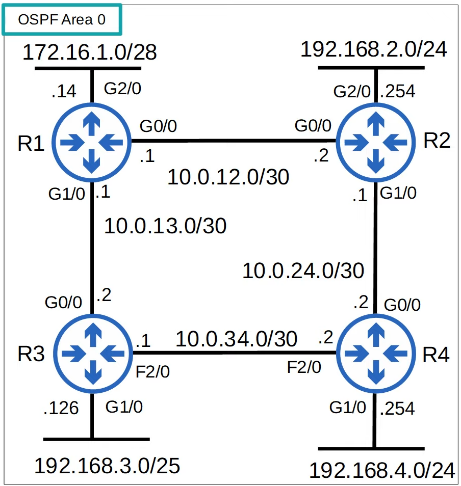 OSPF Area 0
172.16.1.0/28
192.168.2.0/24
.14
G2/0
G2/0
.254
R1
G0/0
G0/0
R2
.1
.2
G1/0
.1
10.0.12.0/30
.1
G1/0
10.0.13.0/30
10.0.24.0/30
G0/0
.2
.2
G0/0
R3
.1
10.0.34.0/30
.2
R4
F2/0
F2/0
.126
G1/0
G1/0
.254
192.168.3.0/25
192.168.4.0/24